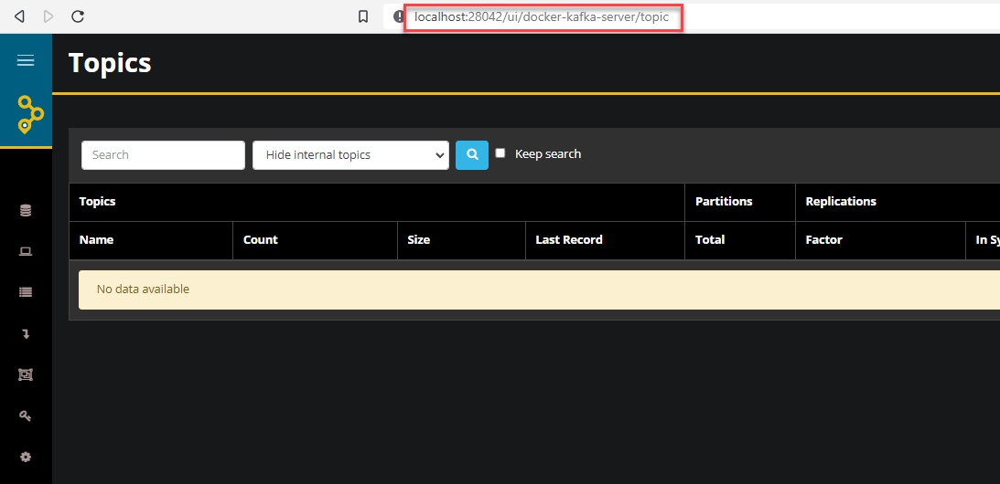 localhost:28042/ui/docker-kafka-server/topic
Topics
Search Hide internal topics Keep search
Topics Partitions Replications
Name Count Size Last Record Total Factor In
No data available